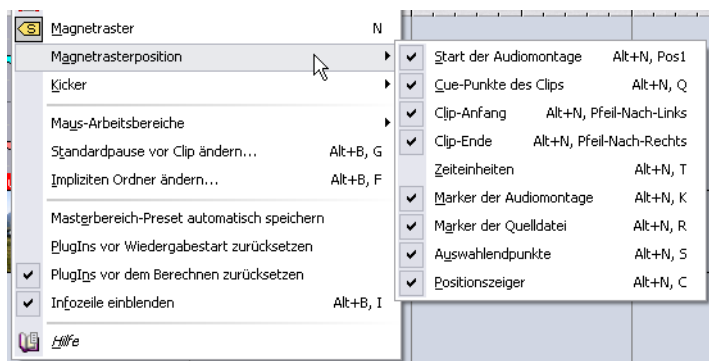 Magnetraster N
Magnetrasterposition
Kicker
Maus-Arbeitsbereiche
Standardpause vor Clip ändern... Alt+B, G
Impliziten Ordner ändern... Alt+B, F
Masterbereich-Preset automatisch speichern
PlugIns vor Wiedergabestart zurücksetzen
PlugIns vor dem Berechnen zurücksetzen
Infozeile einblenden Alt+B, I
Hilfe
Start der Audiomontage Alt+N, Pos1
Cue-Punkte des Clips Alt+N, Q
Clip-Anfang Alt+N, Pfeil-Nach-Links
Clip-Ende Alt+N, Pfeil-Nach-Rechts
Zeiteinheiten Alt+N, T
Marker der Audiomontage Alt+N, K
Marker der Quelldatei Alt+N, R
Auswahlendpunkte Alt+N, S
Positionszeiger Alt+N, C